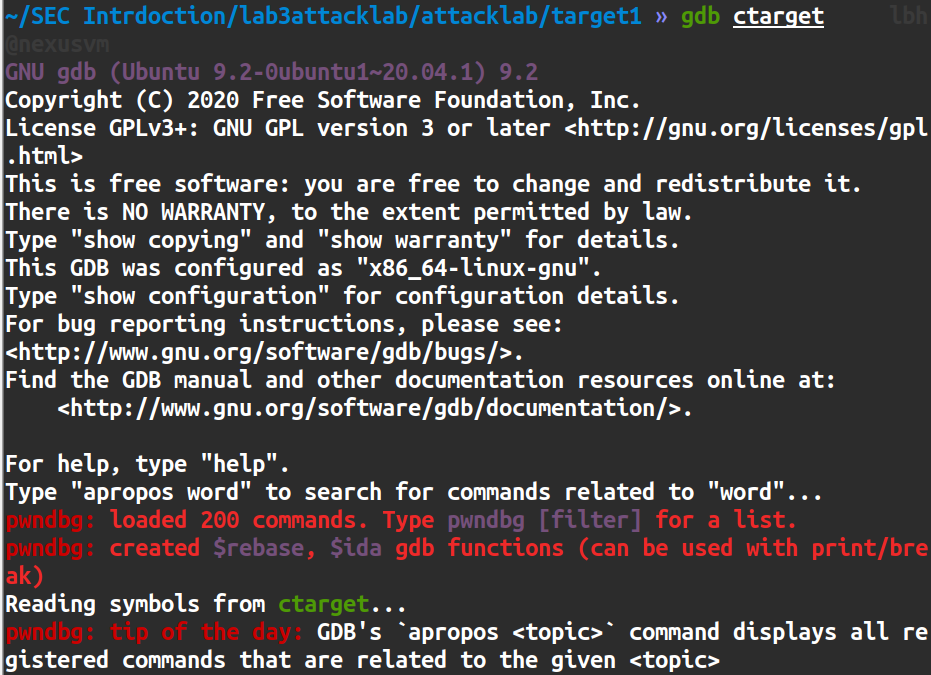 ~/SEC Intrdoction/lab3attacklab/attacklab/target1 » gdb ctarget lbh
@nexusvm
GNU gdb (Ubuntu 9.2-0ubuntu1~20.04.1) 9.2
Copyright (C) 2020 Free Software Foundation, Inc.
License GPLv3+: GNU GPL version 3 or later <http://gnu.org/licenses/gpl
.html>
This is free software: you are free to change and redistribute it.
There is NO WARRANTY, to the extent permitted by law.
Type "show copying" and "show warranty" for details.
This GDB was configured as "x86_64-linux-gnu".
Type "show configuration" for configuration details.
For bug reporting instructions, please see:
<http://www.gnu.org/software/gdb/bugs/>.
Find the GDB manual and other documentation resources online at:
<http://www.gnu.org/software/gdb/documentation/>.
For help, type "help".
Type "apropos word" to search for commands related to "word"...
pwndbg: loaded 200 commands. Type pwndbg [filter] for a list.
pwndbg: created $rebase, $ida gdb functions (can be used with print/bre
ak)
Reading symbols from ctarget...
pwndbg: tip of the day: GDB's `apropos <topic>` command displays all re
gistered commands that are related to the given <topic>